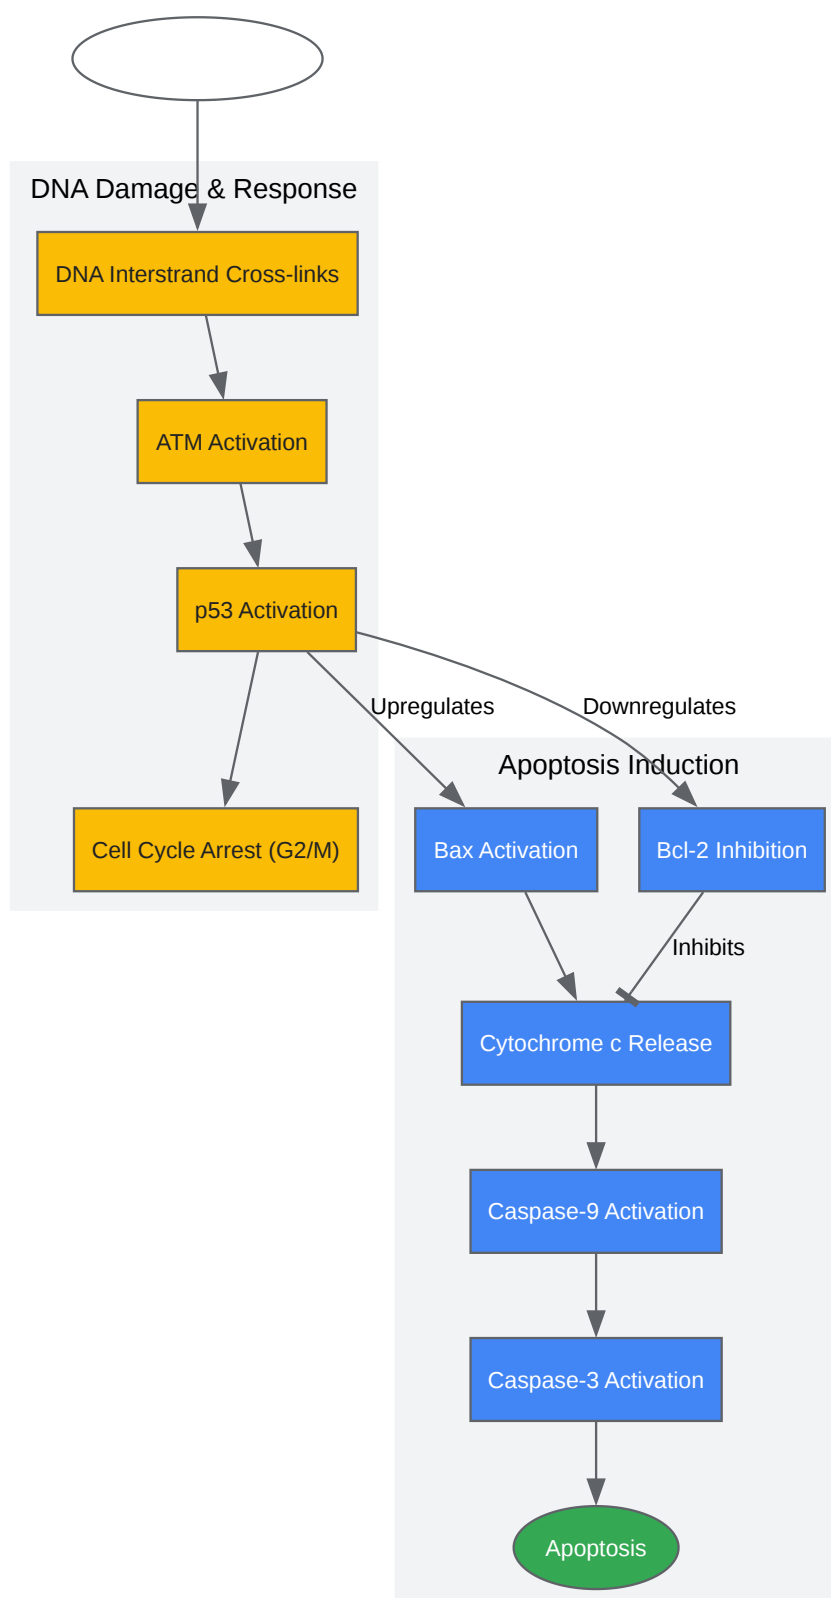 DNA Damage & Response
DNA Interstrand Cross-links
ATM Activation
p53 Activation
Upregulates
Downregulates
Apoptosis Induction
Cell Cycle Arrest (G2/M)
Bax Activation
Bcl-2 Inhibition
Inhibits
Cytochrome c Release
Caspase-9 Activation
Caspase-3 Activation
Apoptosis